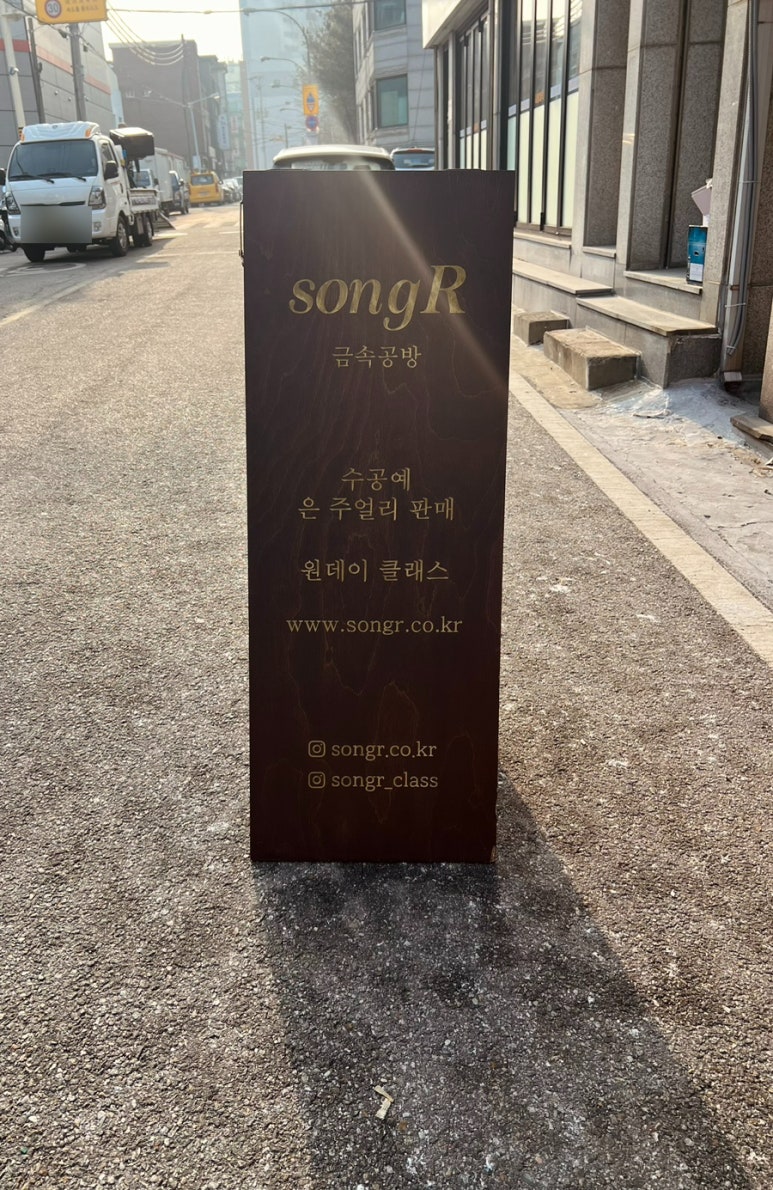 songR
금속공방
수공예
은 주얼리 판매
원데이 클래스
www.songr.co.kr
songr.co.kr
songr_class